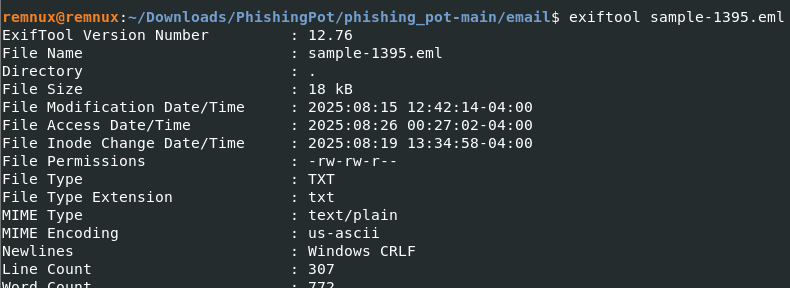 remnux@remnux:~/Downloads/PhishingPot/phishing_pot-main/email$ exiftool sample-1395.eml
ExifTool Version Number         : 12.76
File Name                       : sample-1395.eml
Directory                       : .
File Size                       : 18 kB
File Modification Date/Time     : 2025:08:15 12:42:14-04:00
File Access Date/Time           : 2025:08:26 00:27:02-04:00
File Inode Change Date/Time     : 2025:08:19 13:34:58-04:00
File Permissions                : -rw-rw-r--
File Type                       : TXT
File Type Extension             : txt
MIME Type                       : text/plain
MIME Encoding                   : us-ascii
Newlines                        : Windows CRLF
Line Count                      : 307
Word Count                      : 772